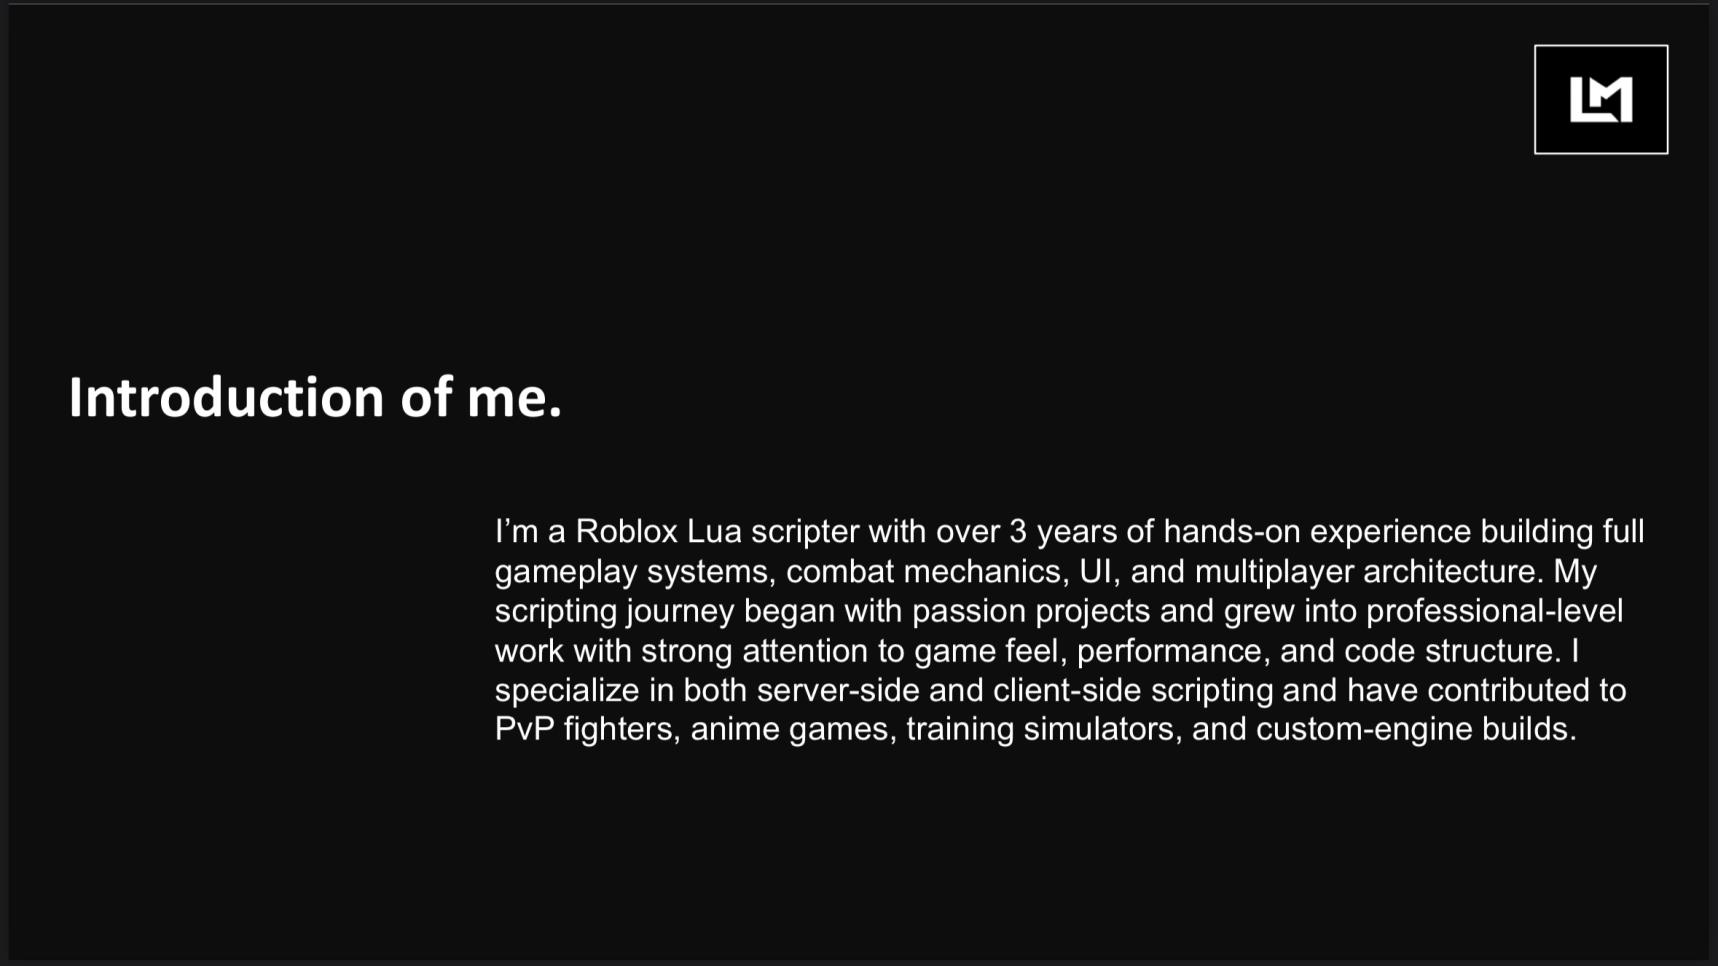 LM
Introduction of me.
I’m a Roblox Lua scripter with over 3 years of hands-on experience building full
gameplay systems, combat mechanics, UI, and multiplayer architecture. My
scripting journey began with passion projects and grew into professional-level
work with strong attention to game feel, performance, and code structure. I
specialize in both server-side and client-side scripting and have contributed to
PvP fighters, anime games, training simulators, and custom-engine builds.